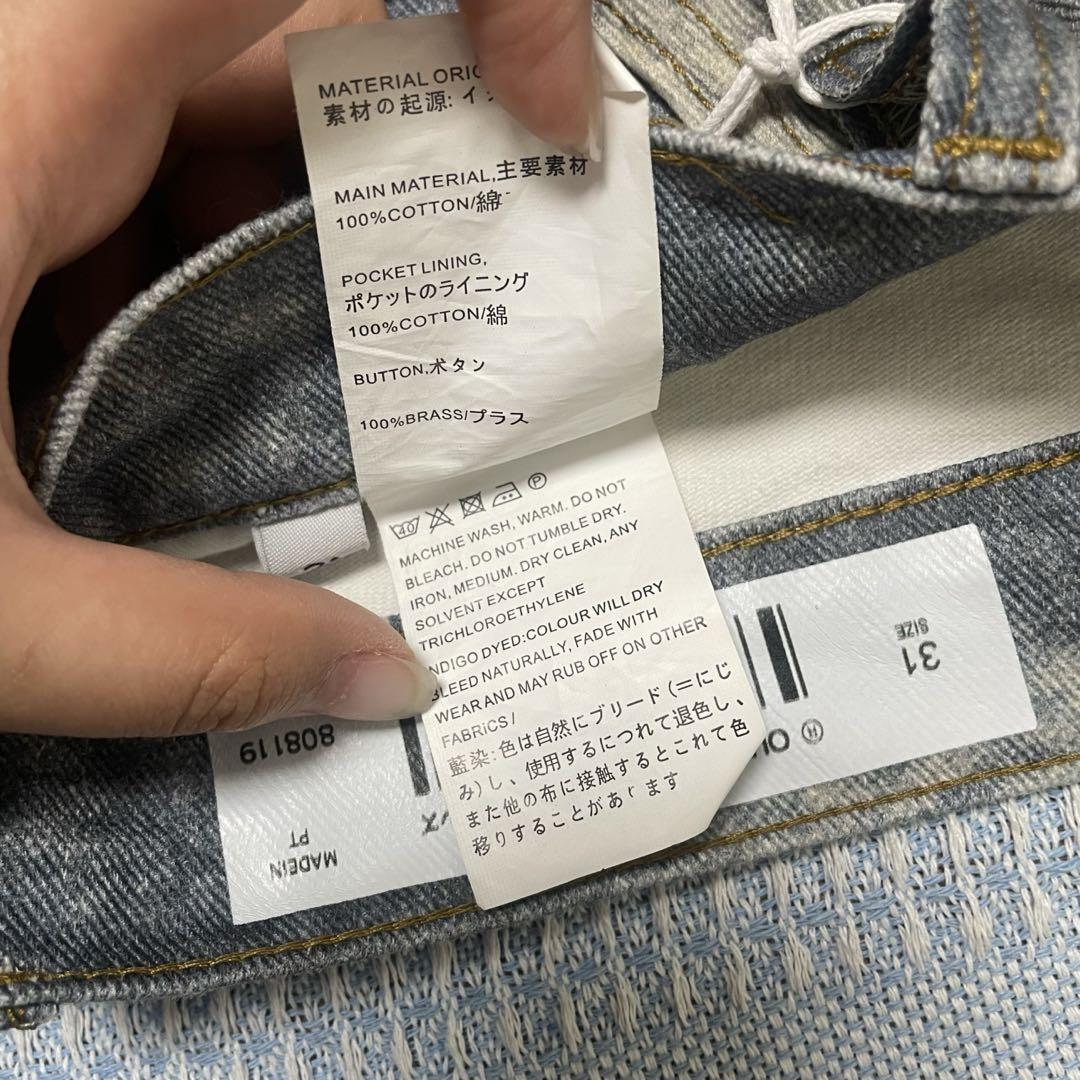 MATERIAL
素材の起源:
MAIN MATERIAL,主要素材
100%COTTON/綿
POCKET LINING,
ポケットのライニング
100%COTTON/綿
BUTTON,ボタン
100%BRASS/プラス
40
P
MACHINE WASH, WARM. DO NOT
BLEACH. DO NOT TUMBLE DRY.
IRON, MEDIUM. DRY CLEAN, ANY
SOLVENT EXCEPT
TRICHLOROETHYLENE
NDIGO DYED:COLOUR WILL DRY
BLEED NATURALLY, FADE WITH
WEAR AND MAY RUB OFF ON OTHER
FABRiCS /
藍染:色は自然にブリード(=にじ
み)し、使用するにつれて退色し、
また他の布に接触するとこれて色
移りすることがあります
31
SIZE
®
808119
MADEIN
PT